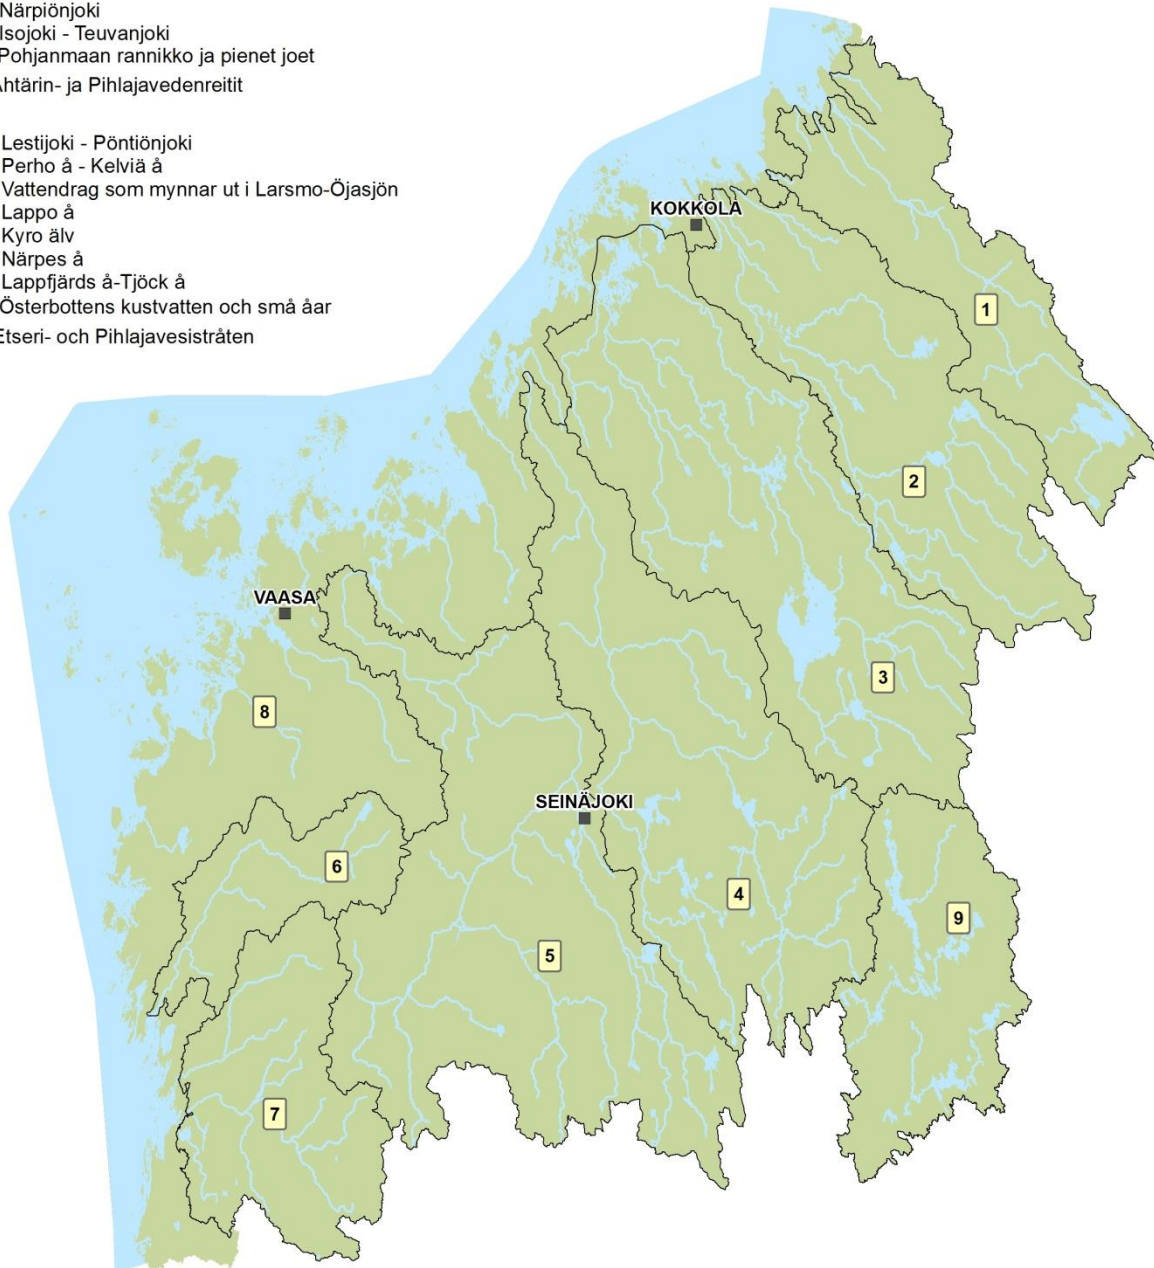 Närpiönjoki
Isojoki - Teuvanjoki
Pohjanmaan rannikko ja pienet joet
htärin- ja Pihlajavedenreitit
Lestijoki - Pöntiönjoki
Perho å - Kelviä å
Vattendrag som mynnar ut i Larsmo-Öjasjön
Lappo å
Kyro älv
Närpes å
Lappfjärds å-Tjöck å
Österbottens kustvatten och små åar
Etseri- och Pihlajavesistråten
KOKKOLA
1
2
VAASA
3
8
SEINÄJOKI
6
4
9
5
7